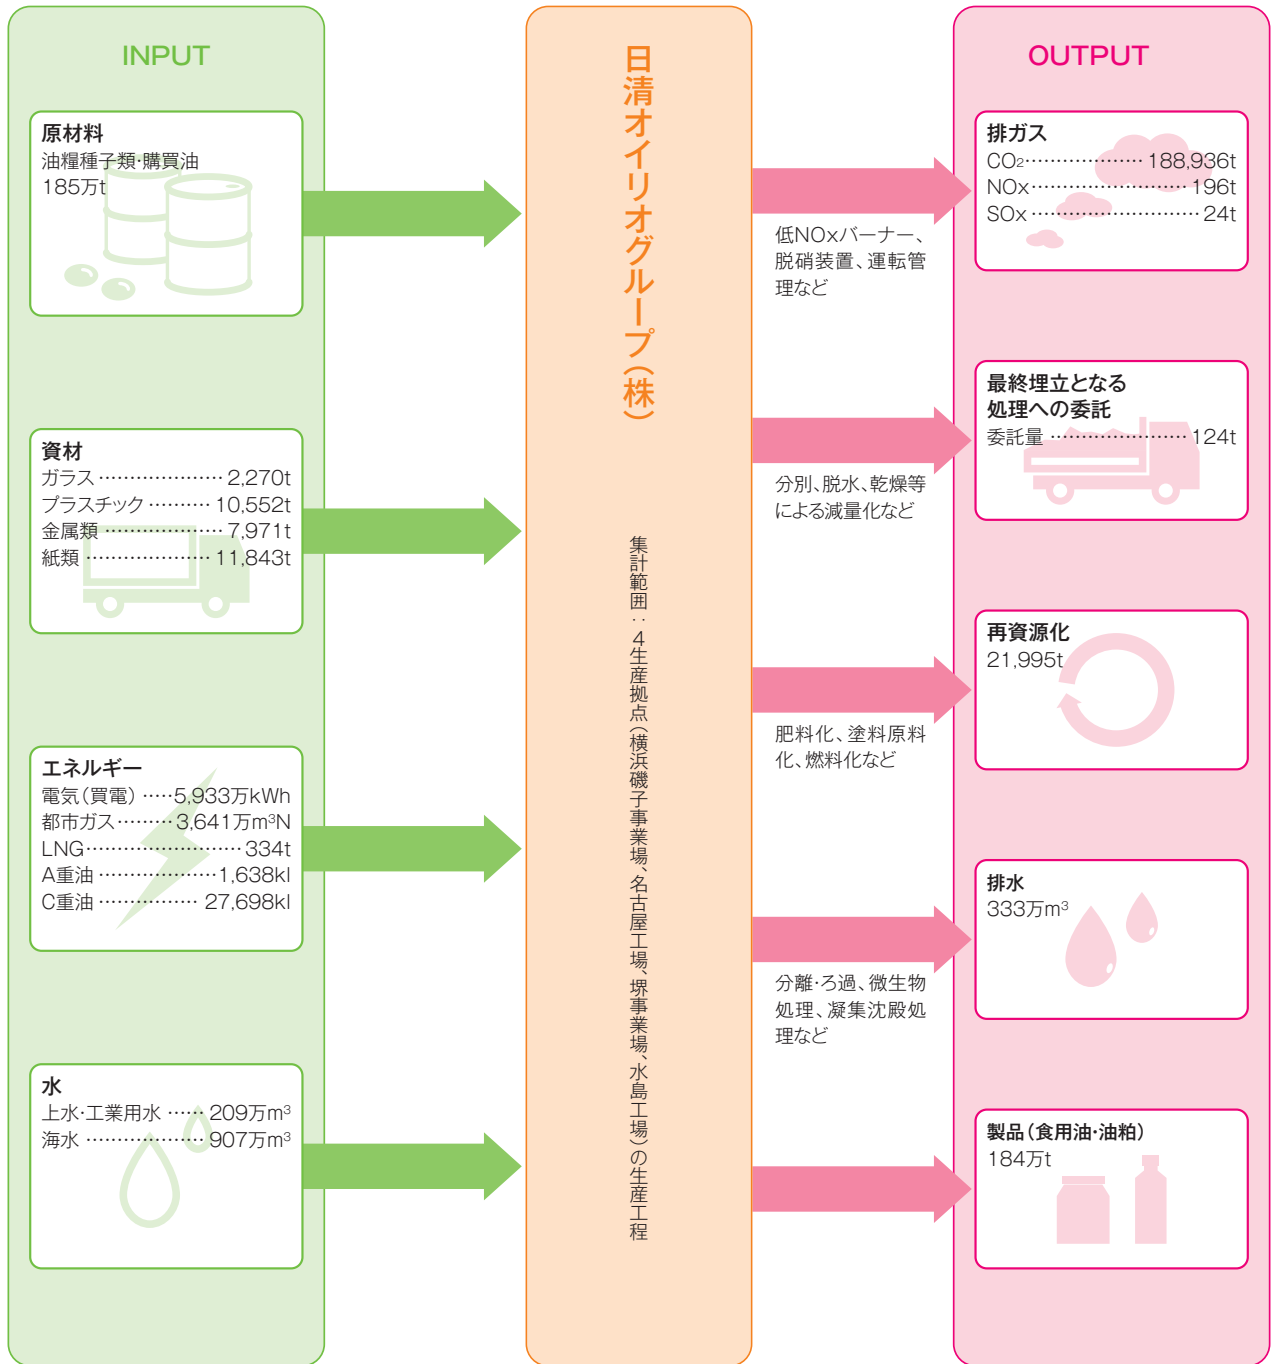 INPUT
原材料
油糧種子類・購買油
185万t
資材
ガラス ………………… 2,270t
プラスチック ……… 10,552t
金属類 ……………… 7,971t
紙類 ………………… 11,843t
エネルギー
電気（買電） ……5,933万kWh
都市ガス………3,641万m³N
LNG…………………… 334t
A重油 ………………1,638kl
C重油 …………… 27,698kl
水
上水・工業用水 …… 209万m³
海水 ……………… 907万m³
日清オイリオグループ（株）
集計範囲：4生産拠点（横浜磯子事業場、名古屋工場、堺事業場、水島工場）の生産工程
低NOxバーナー、
脱硝装置、運転管
理など
分別、脱水、乾燥等
による減量化など
肥料化、塗料原料
化、燃料化など
分離・ろ過、微生物
処理、凝集沈殿処
理など
OUTPUT
排ガス
CO₂………………… 188,936t
NOx……………………196t
SOx ……………………… 24t
最終埋立となる
処理への委託
委託量 ………………… 124t
再資源化
21,995t
排水
333万m³
製品（食用油・油粕）
184万t